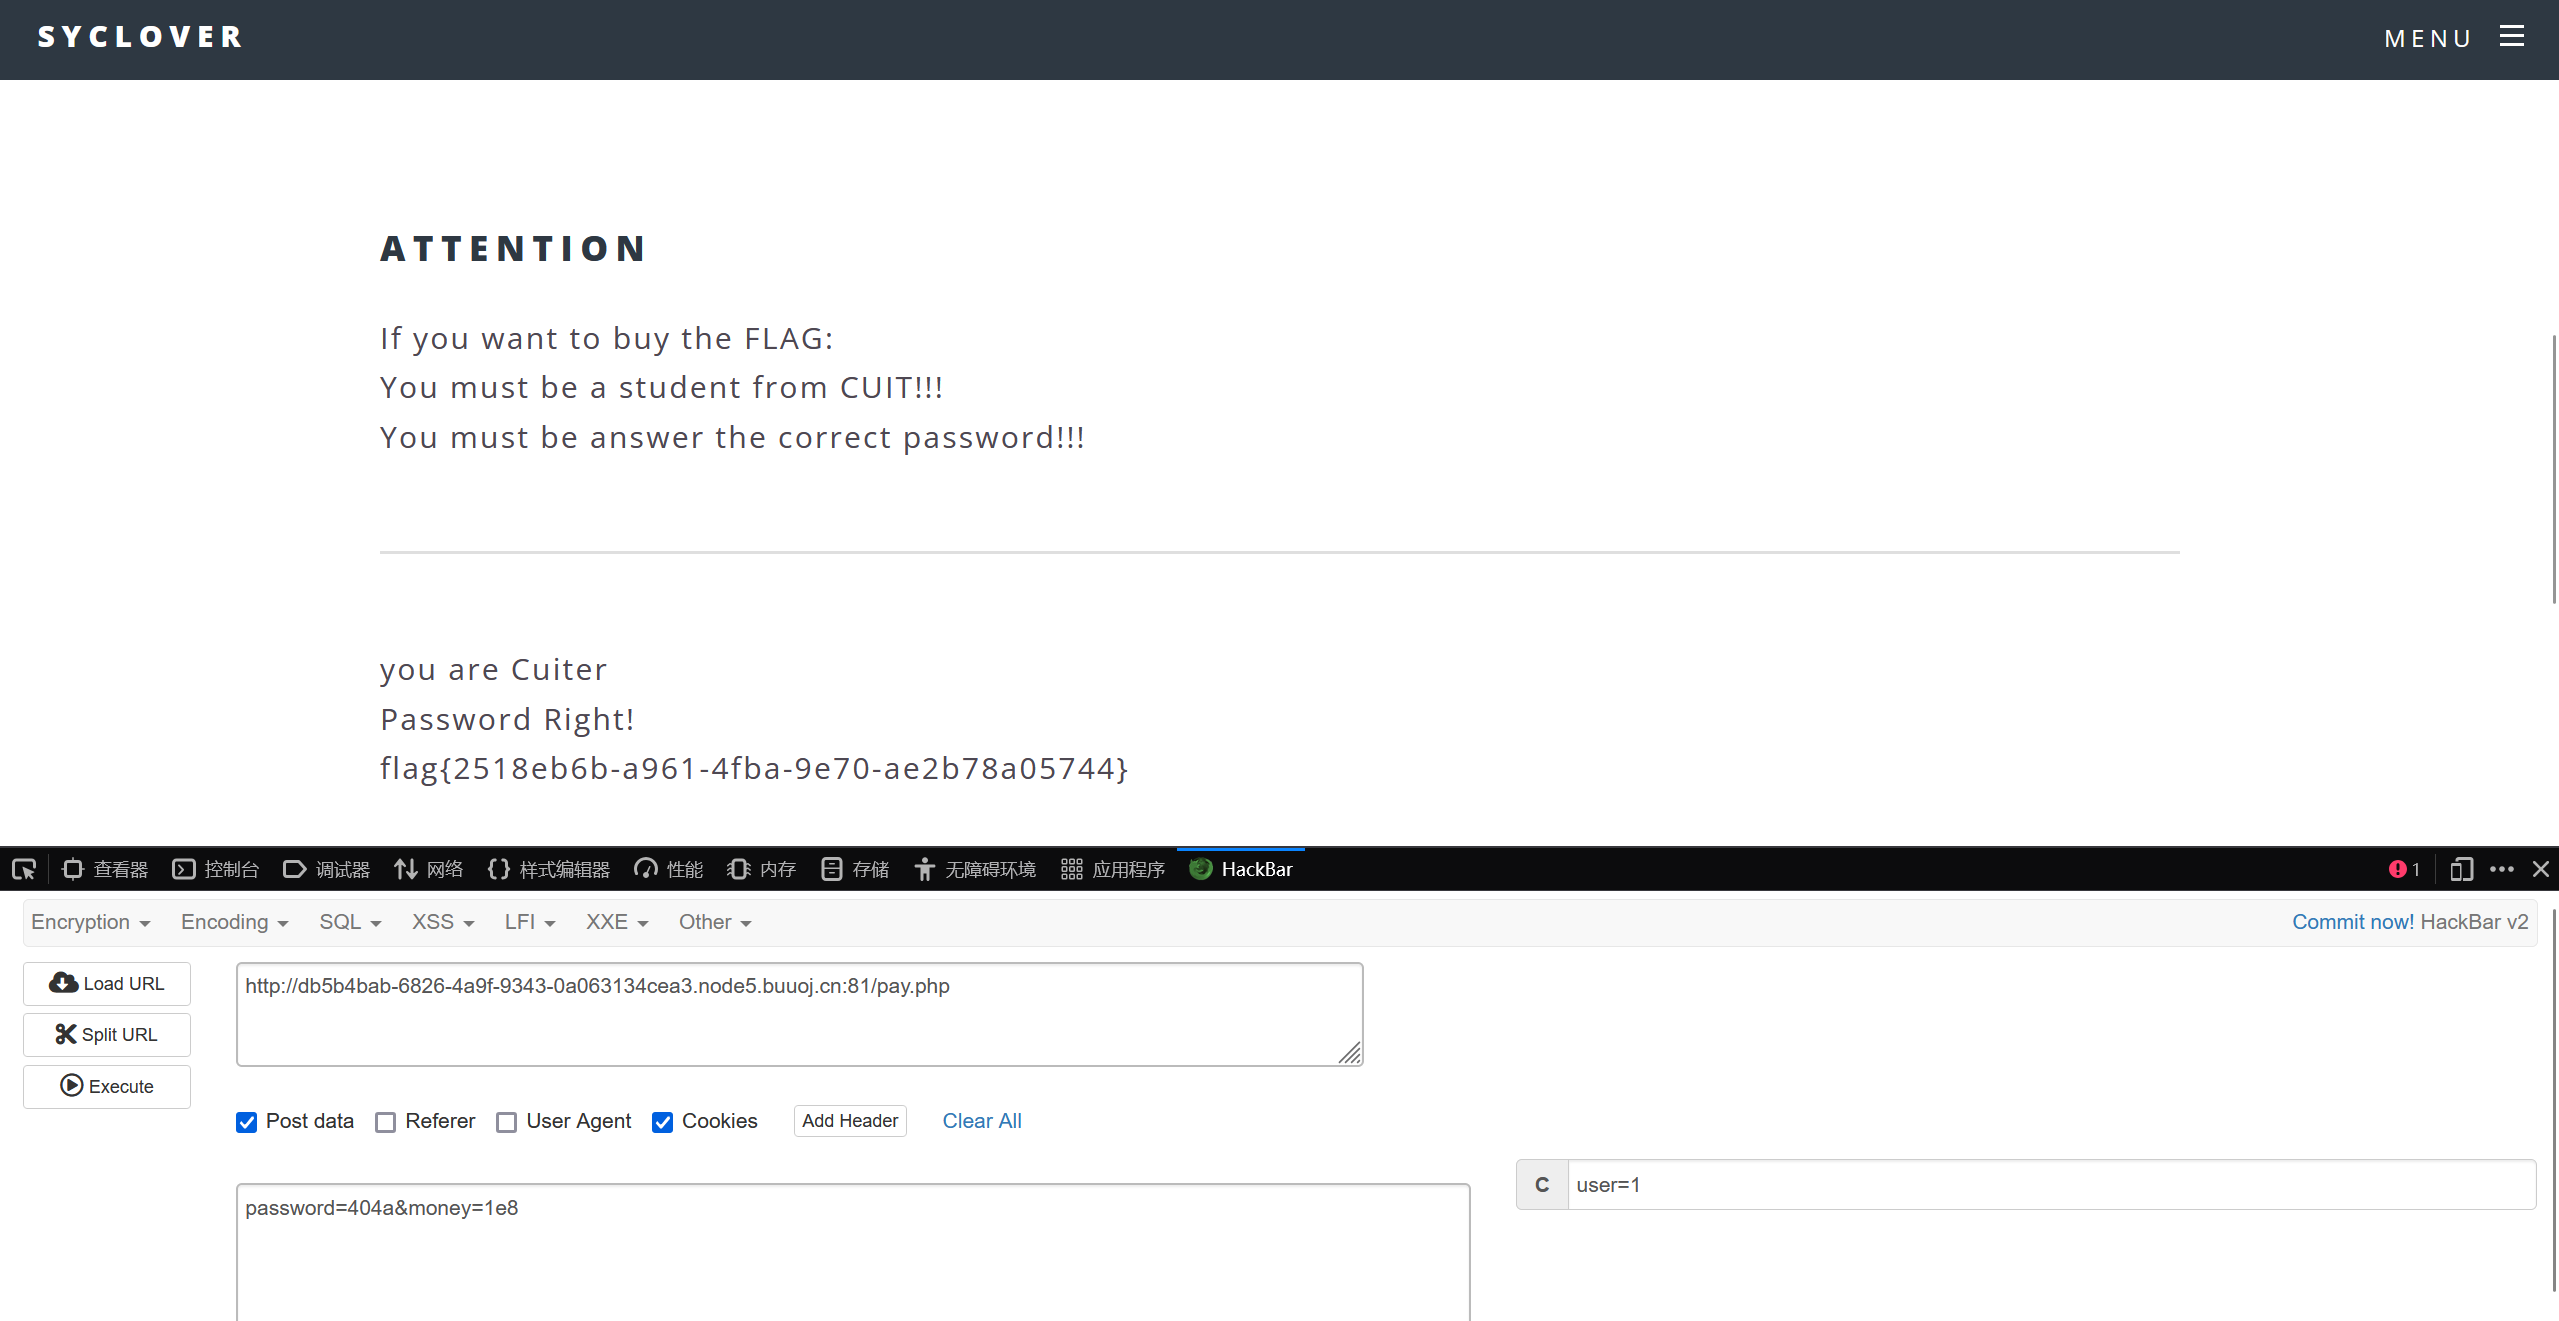 SYCLOVER
MENU
ATTENTION
If you want to buy the FLAG:
You must be a student from CUIT!!!
You must be answer the correct password!!!
you are Cuiter
Password Right!
flag{2518eb6b-a961-4fba-9e70-ae2b78a05744}
查看器 控制台 调试器 网络 样式编辑器 性能 内存 存储 无障碍环境 应用程序 HackBar 1
Encryption Encoding SQL XSS LFI XXE Other Commit now! HackBar v2
Load URL
http://db5b4bab-6826-4a9f-9343-0a063134cea3.node5.buuoj.cn:81/pay.php
Split URL
Execute
Post data Referer User Agent Cookies Add Header Clear All
C user=1
password=404a&money=1e8